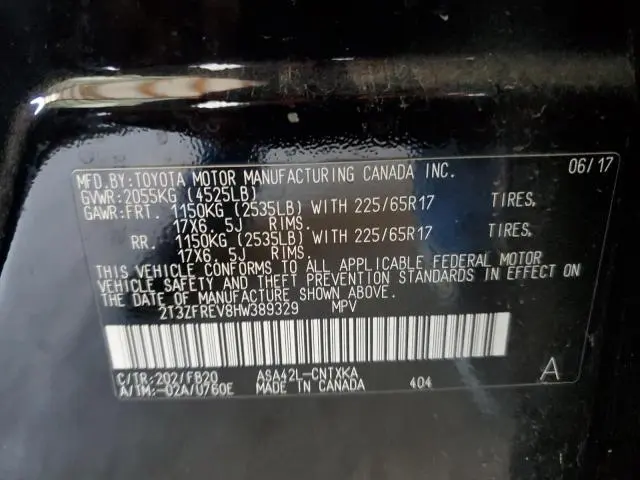 MFD.BY:TOYOTA MOTOR MANUFACTURING CANADA INC. 06/17
GVWR:2055KG (4525LB)
GAWR:FRT. 1150KG (2535LB) WITH 225/65R17 TIRES,
17X6. 5J RIMS.
RR. 1150KG (2535LB) WITH 225/65R17 TIRES,
17X6. 5J RIMS.
THIS VEHICLE CONFORMS TO ALL APPLICABLE FEDERAL MOTOR
VEHICLE SAFETY AND THEFT PREVENTION STANDARDS IN EFFECT ON
THE DATE OF MANUFACTURE SHOWN ABOVE.
2T3ZFREV8HW389329 MPV
C/TR:202/FB20 ASA42L-CNTXKA A
A/TM:-02A/U760E MADE IN CANADA 404